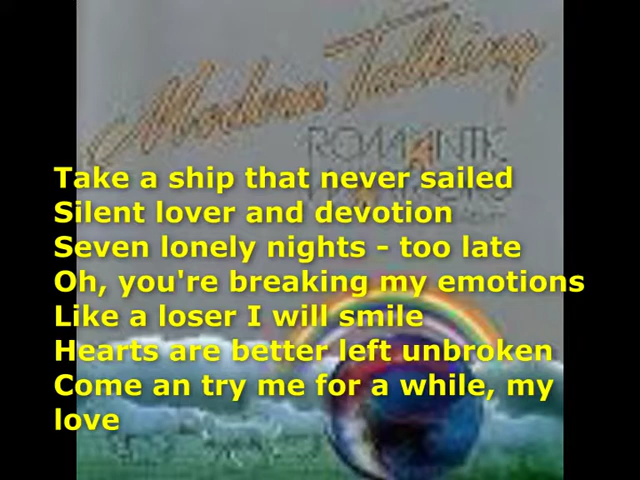 Modern Talking
ROMANTIC
Take a ship that never sailed
Silent lover and devotion
Seven lonely nights - too late
Oh, you're breaking my emotions
Like a loser I will smile
Hearts are better left unbroken
Come an try me for a while, my
love